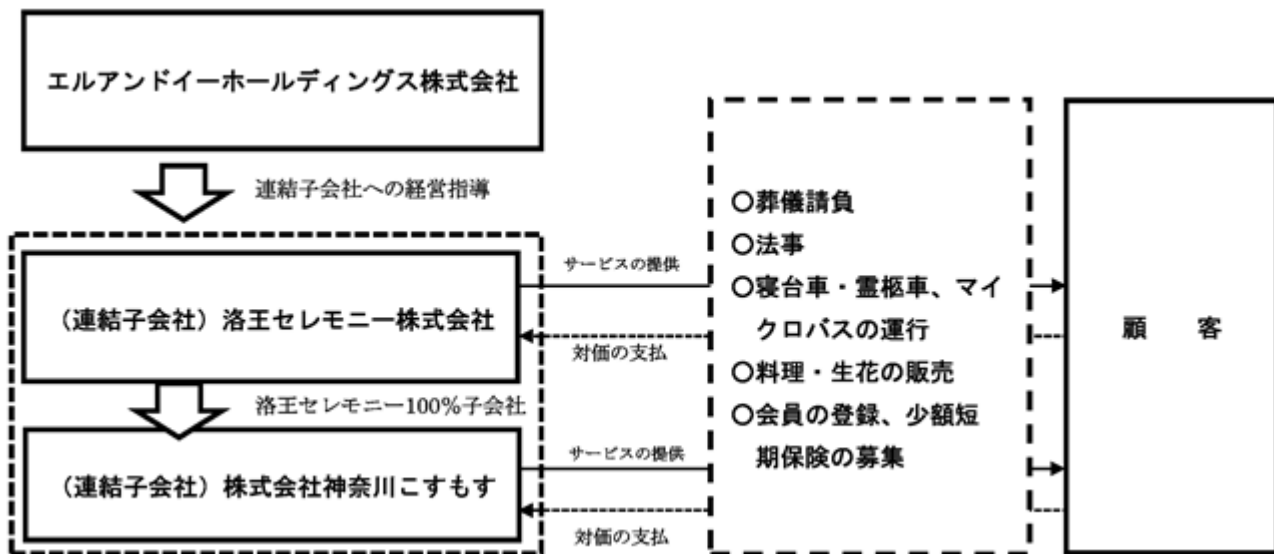 エルアンドイーホールディングス株式会社
連結子会社への経営指導
（連結子会社）洛王セレモニー株式会社
洛王セレモニー100％子会社
（連結子会社）株式会社神奈川こすもす
サービスの提供
対価の支払
サービスの提供
対価の支払
〇葬儀請負
〇法事
〇寝台車・霊柩車、マイ
クロバスの運行
〇料理・生花の販売
〇会員の登録、少額短
期保険の募集
顧　客